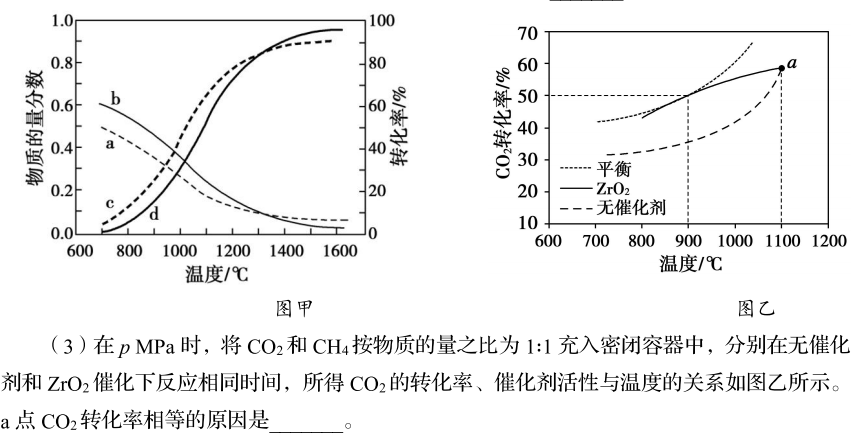 1.0
0.8
0.6
0.4
0.2
0.0
物质的量分数
100
80
60
40
20
0
转化率/%
b
a
c
d
600 800 1000 1200 1400 1600
温度/℃
图甲
70
60
50
40
30
20
10
CO₂转化率/%
a
平衡
ZrO₂
无催化剂
600 700 800 900 1000 1100 1200
温度/℃
图乙
（3）在 p MPa 时，将 CO₂和 CH₄按物质的量之比为 1:1 充入密闭容器中，分别在无催化
剂和 ZrO₂催化下反应相同时间，所得 CO₂的转化率、催化剂活性与温度的关系如图乙所示。
a 点 CO₂转化率相等的原因是_______。